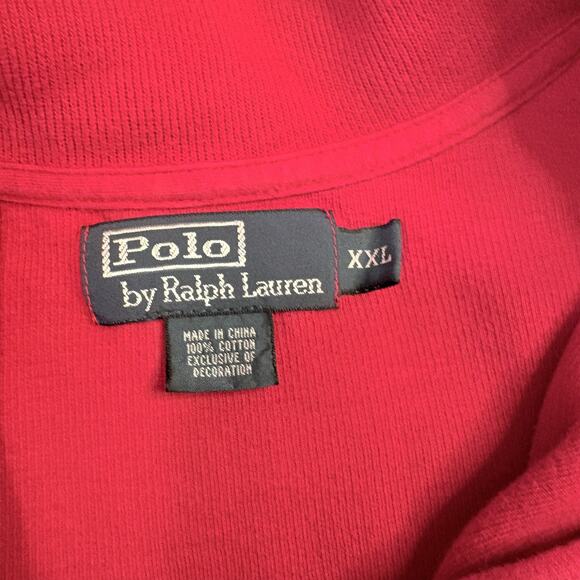 Polo
by Ralph Lauren
XXL
MADE IN CHINA
100% COTTON
EXCLUSIVE OF
DECORATION